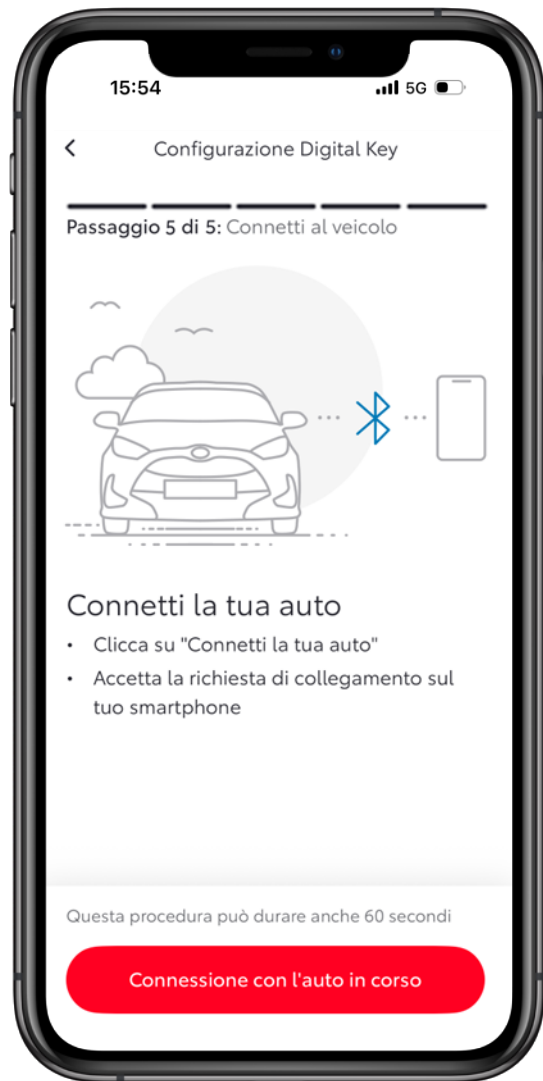 15:54 5G
Configurazione Digital Key
Passaggio 5 di 5: Connetti al veicolo
Connetti la tua auto
• Clicca su "Connetti la tua auto"
• Accetta la richiesta di collegamento sul
tuo smartphone
Questa procedura può durare anche 60 secondi
Connessione con l'auto in corso